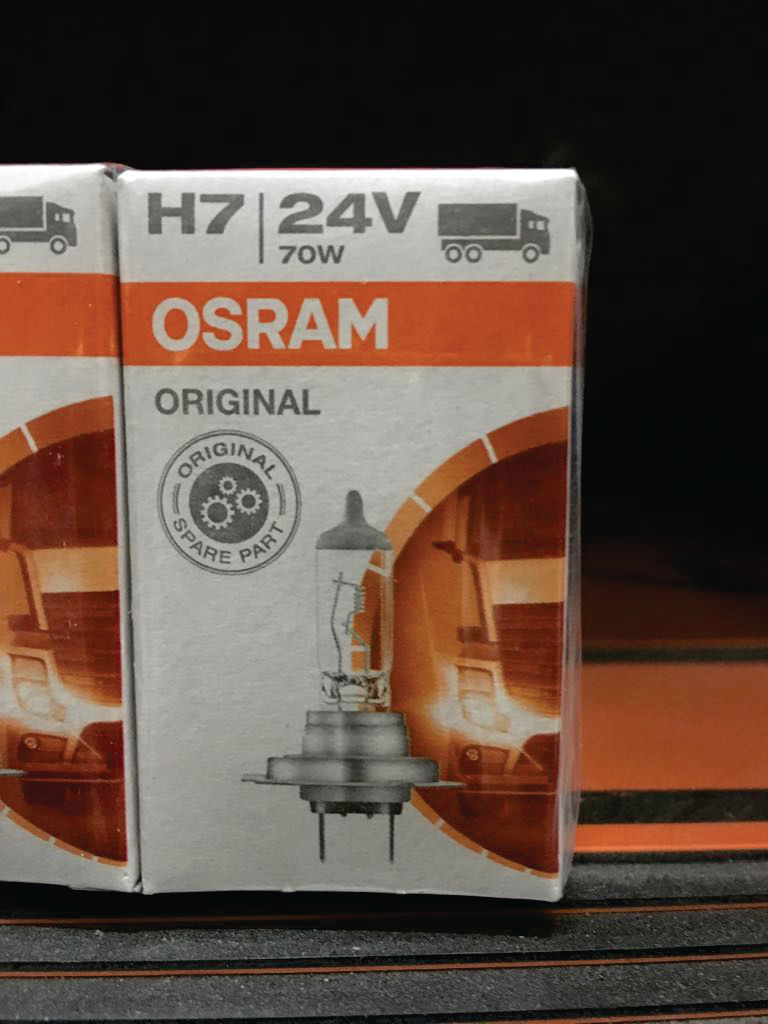 H7 | 24V
70W
OSRAM
ORIGINAL
ORIGINAL
SPARE PART